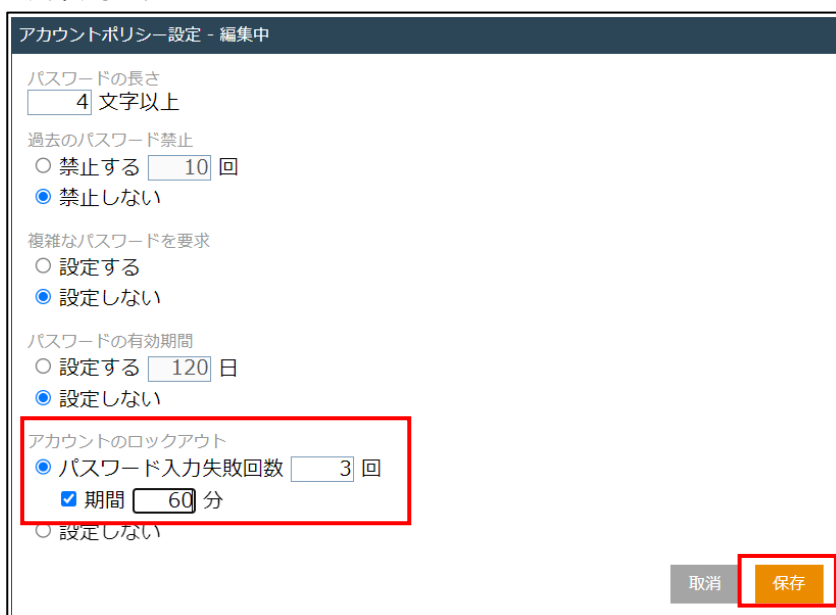 アカウントポリシー設定 - 編集中
パスワードの長さ
4 文字以上
過去のパスワード禁止
禁止する 10 回
禁止しない
複雑なパスワードを要求
設定する
設定しない
パスワードの有効期間
設定する 120 日
設定しない
アカウントのロックアウト
パスワード入力失敗回数 3 回
期間 60 分
設定しない
取消 保存